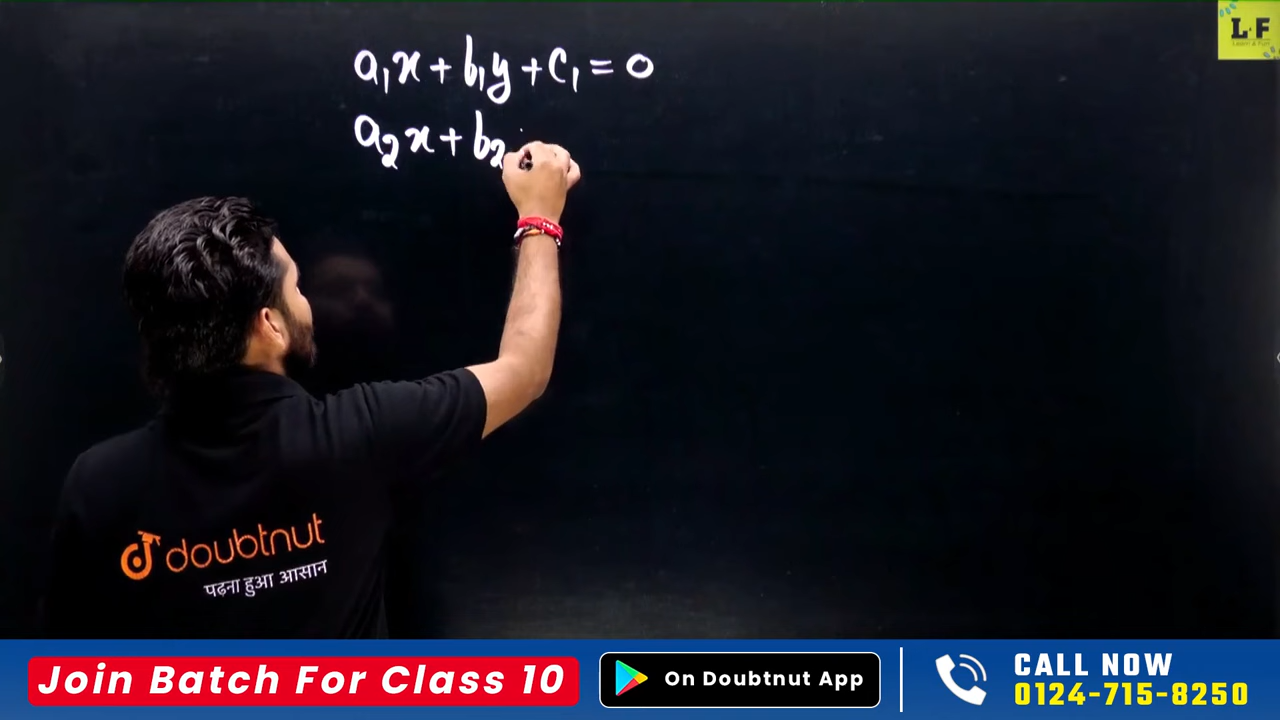 a₁x + b₁y + c₁ = 0
a₂x + b₂
L·F
doubtnut
पढ़ना हुआ आसान
Join Batch For Class 10
On Doubtnut App
CALL NOW
0124-715-8250